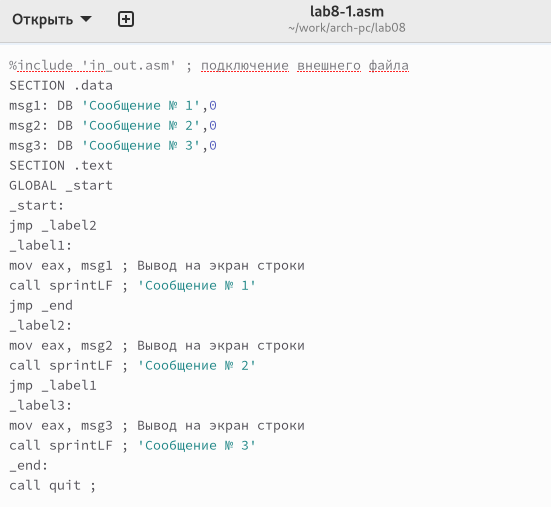 Открыть
lab8-1.asm
~/work/arch-pc/lab08
%include 'in_out.asm' ; подключение внешнего файла
SECTION .data
msg1: DB 'Сообщение № 1',0
msg2: DB 'Сообщение № 2',0
msg3: DB 'Сообщение № 3',0
SECTION .text
GLOBAL _start
_start:
jmp _label2
_label1:
mov eax, msg1 ; Вывод на экран строки
call sprintLF ; 'Сообщение № 1'
jmp _end
_label2:
mov eax, msg2 ; Вывод на экран строки
call sprintLF ; 'Сообщение № 2'
jmp _label1
_label3:
mov eax, msg3 ; Вывод на экран строки
call sprintLF ; 'Сообщение № 3'
_end:
call quit ;